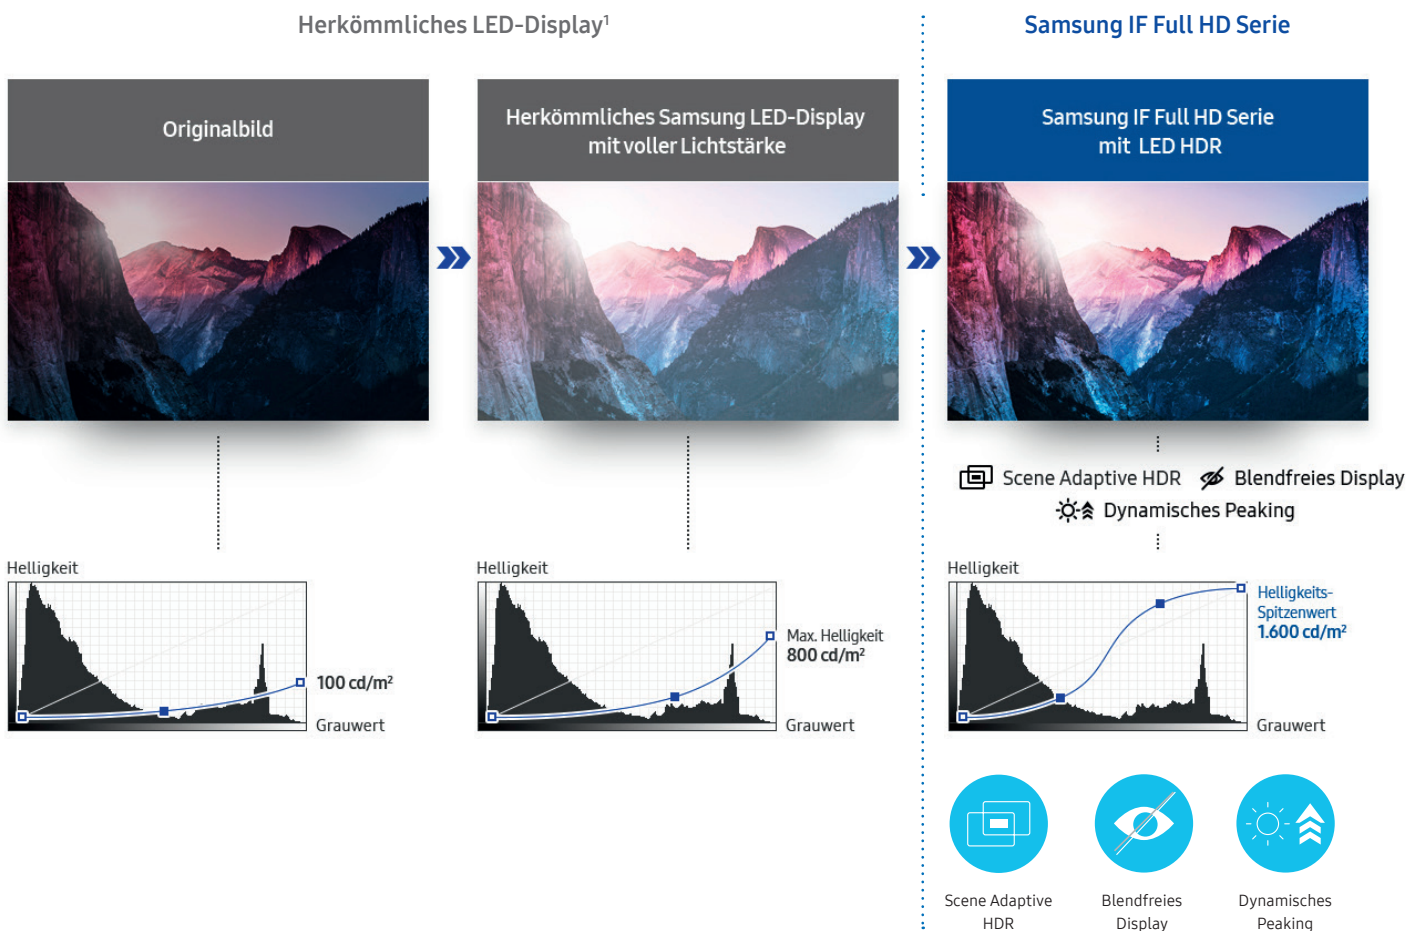 Herkömmliches LED-Display¹
Samsung IF Full HD Serie
Originalbild
Herkömmliches Samsung LED-Display
mit voller Lichtstärke
Samsung IF Full HD Serie
mit LED HDR
Scene Adaptive HDR
Blendfreies Display
Dynamisches Peaking
Helligkeit
100 cd/m²
Grauwert
Helligkeit
Max. Helligkeit
800 cd/m²
Grauwert
Helligkeit
Helligkeits-
Spitzenwert
1.600 cd/m²
Grauwert
Scene Adaptive
HDR
Blendfreies
Display
Dynamisches
Peaking